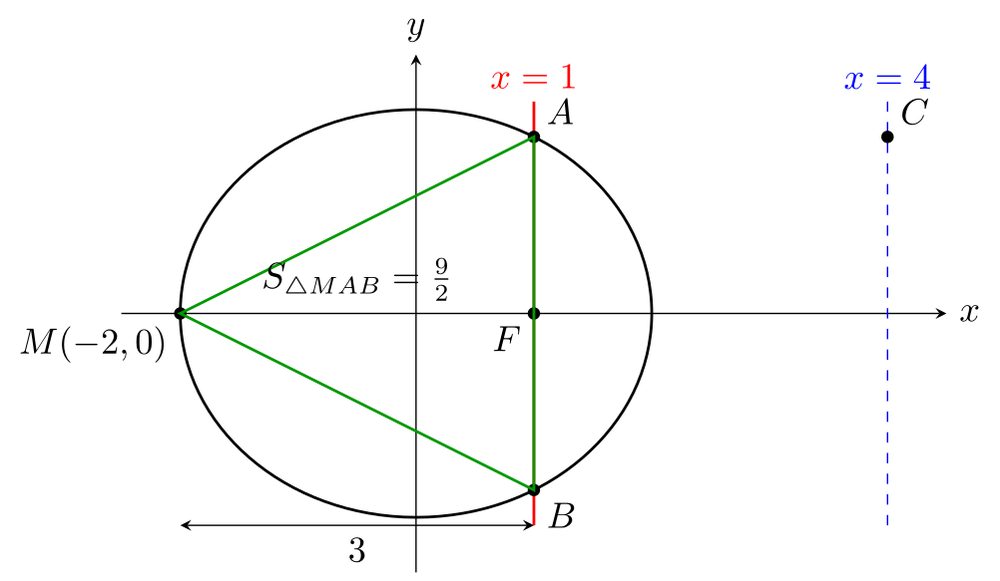 y
x = 1
x = 4
A
C
S△MAB = 9/2
x
M(−2, 0)
F
B
3